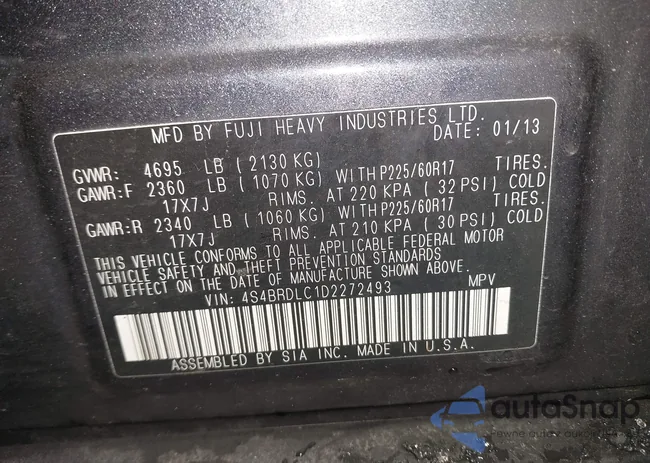 MFD BY FUJI HEAVY INDUSTRIES LTD.
DATE: 01/13
GVWR: 4695 LB ( 2130 KG)
GAWR:F 2360 LB ( 1070 KG) WITH P225/60R17 TIRES.
17X7J RIMS. AT 220 KPA ( 32 PSI) COLD
GAWR:R 2340 LB ( 1060 KG) WITH P225/60R17 TIRES.
17X7J RIMS. AT 210 KPA ( 30 PSI) COLD
THIS VEHICLE CONFORMS TO ALL APPLICABLE FEDERAL MOTOR
VEHICLE SAFETY AND THEFT PREVENTION STANDARDS
IN EFFECT ON THE DATE OF MANUFACTURE SHOWN ABOVE.
VIN: 4S4BRDLC1D2272493 MPV
ASSEMBLED BY SIA INC. MADE IN U.S.A.
autoSnap
Pewne auta z aukcji